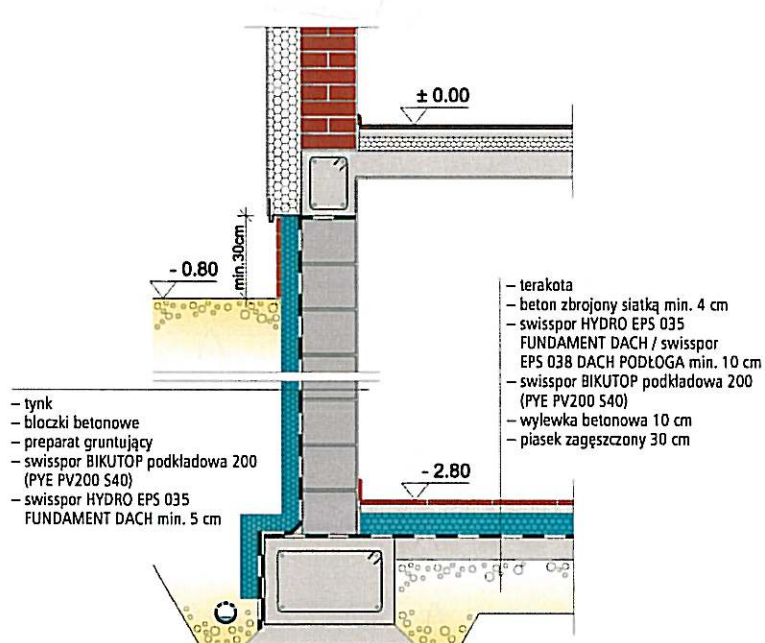 ± 0.00
min.30cm
- 0.80
– terakota
– beton zbrojony siatką min. 4 cm
– swisspor HYDRO EPS 035
FUNDAMENT DACH / swisspor
EPS 038 DACH PODŁOGA min. 10 cm
– swisspor BIKUTOP podkładowa 200
(PYE PV200 S40)
– wylewka betonowa 10 cm
– piasek zagęszczony 30 cm
– tynk
– bloczki betonowe
– preparat gruntujący
– swisspor BIKUTOP podkładowa 200
(PYE PV200 S40)
– swisspor HYDRO EPS 035
FUNDAMENT DACH min. 5 cm
- 2.80